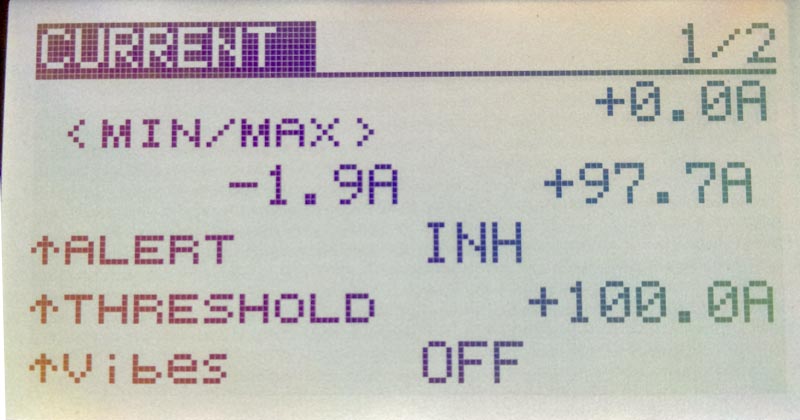 CURRENT 1/2
+0.0A
<MIN/MAX>
-1.9A +97.7A
↑ALERT INH
↑THRESHOLD +100.0A
↑Vibes OFF